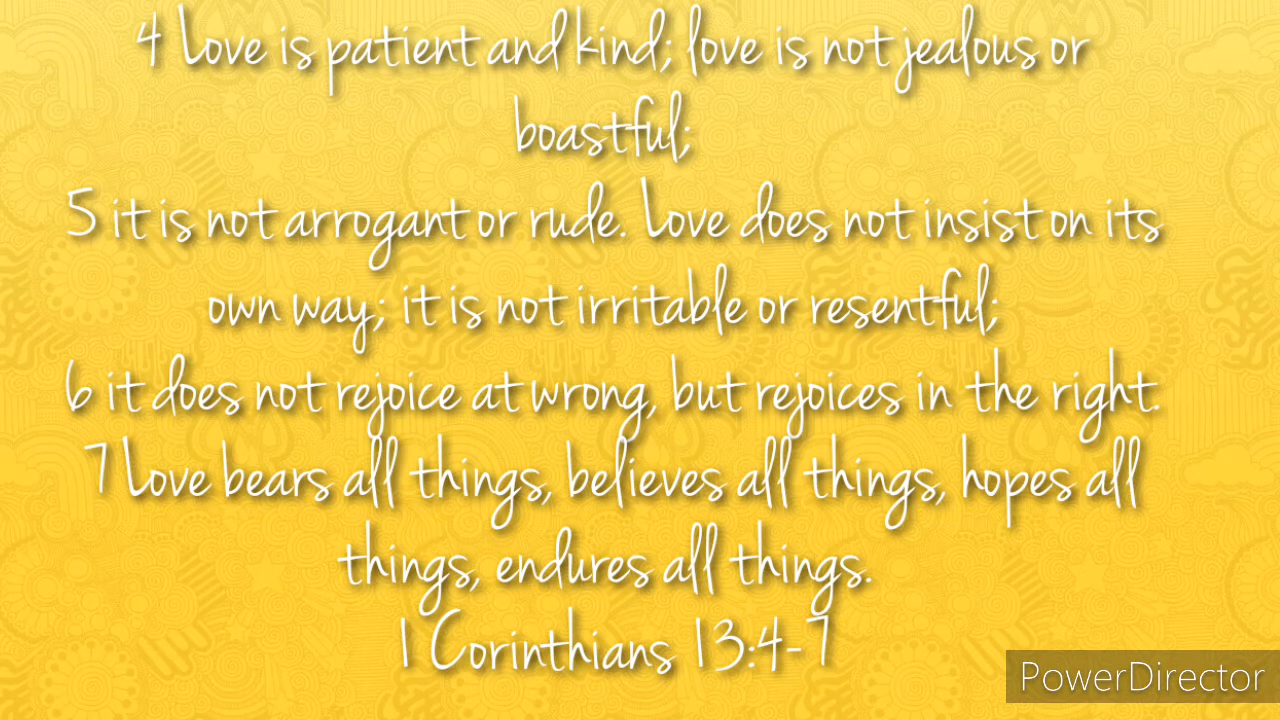 4 Love is patient and kind; love is not jealous or
boastful;
5 it is not arrogant or rude. Love does not insist on its
own way; it is not irritable or resentful;
6 it does not rejoice at wrong, but rejoices in the right.
7 Love bears all things, believes all things, hopes all
things, endures all things.
1 Corinthians 13:4-7
PowerDirector